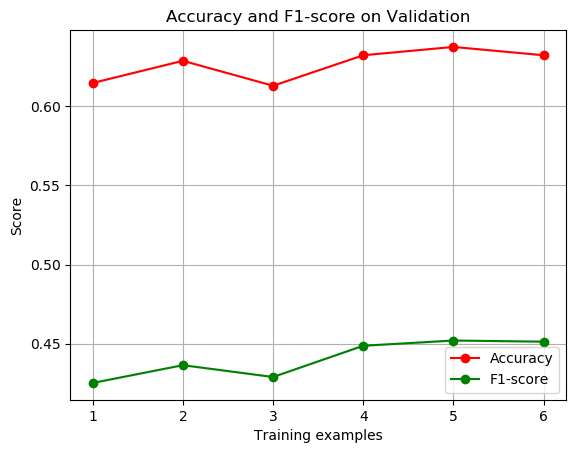 Accuracy and F1-score on Validation
Score
0.60
0.55
0.50
0.45
Accuracy
F1-score
1 2 3 4 5 6
Training examples